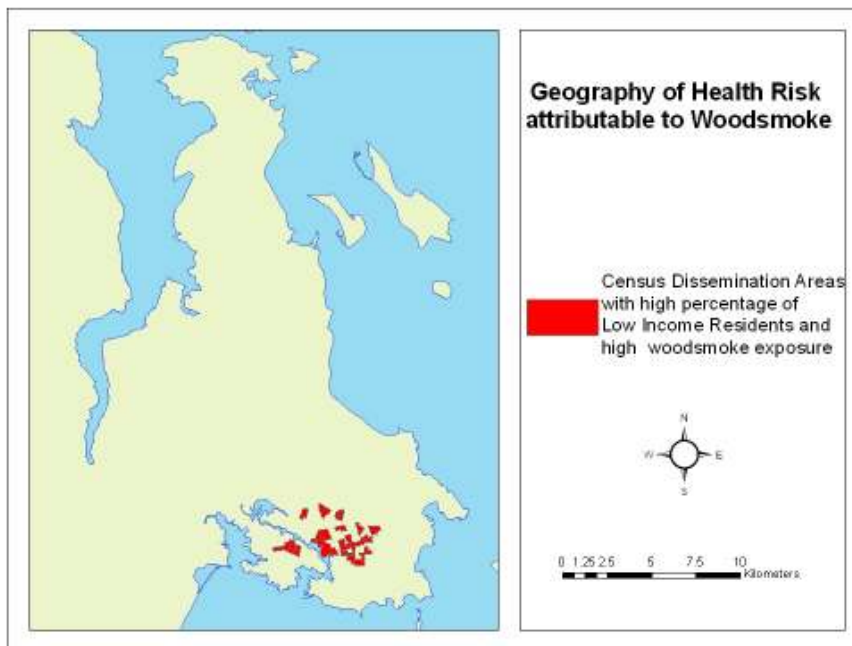 Geography of Health Risk
attributable to Woodsmoke
Census Dissemination Areas
with high percentage of
Low Income Residents and
high woodsmoke exposure
N
W E
S
0 1.25 2.5 5 7.5 10
Kilometers